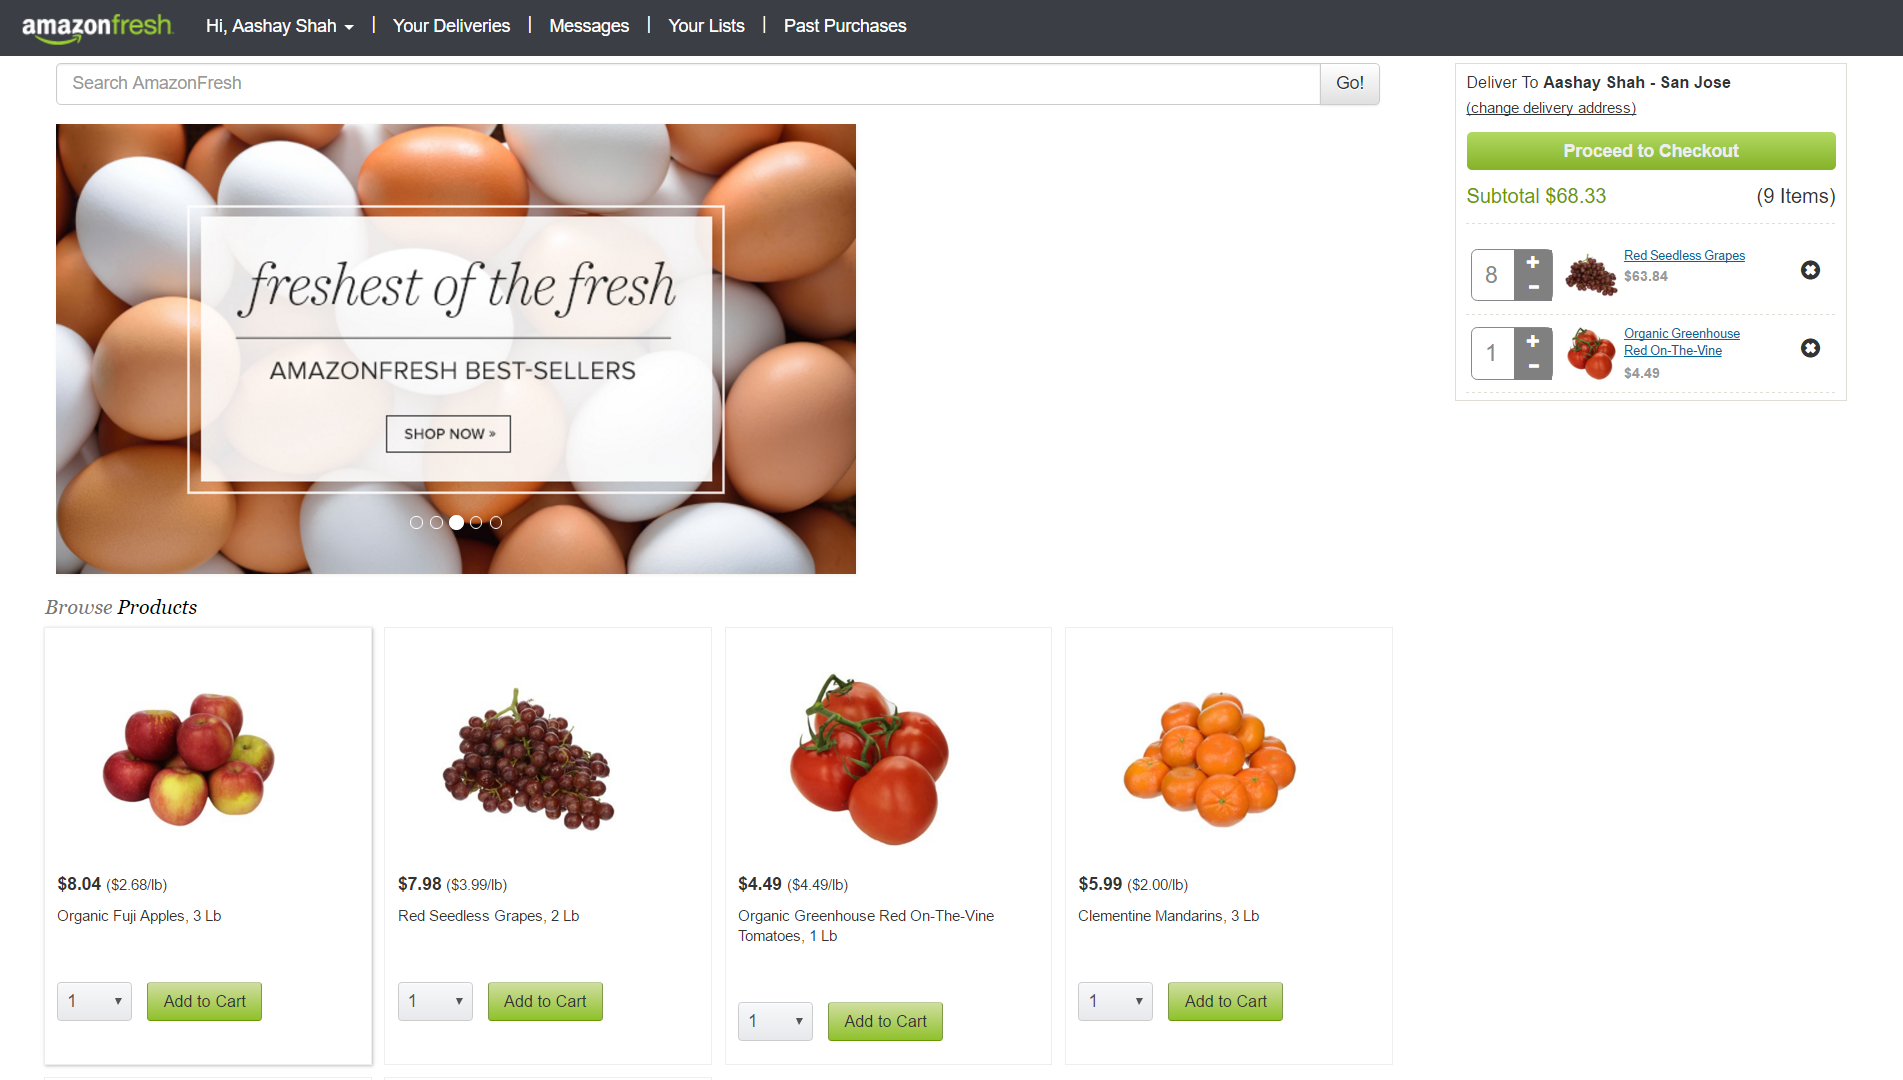 amazonfresh Hi, Aashay Shah | Your Deliveries | Messages | Your Lists | Past Purchases
Search AmazonFresh Go!
freshest of the fresh
AMAZONFRESH BEST-SELLERS
SHOP NOW »
Deliver To Aashay Shah - San Jose
(change delivery address)
Proceed to Checkout
Subtotal $68.33 (9 Items)
8 + - Red Seedless Grapes
$63.84
1 + - Organic Greenhouse
Red On-The-Vine
$4.49
Browse Products
$8.04 ($2.68/lb)
Organic Fuji Apples, 3 Lb
1 Add to Cart
$7.98 ($3.99/lb)
Red Seedless Grapes, 2 Lb
1 Add to Cart
$4.49 ($4.49/lb)
Organic Greenhouse Red On-The-Vine
Tomatoes, 1 Lb
1 Add to Cart
$5.99 ($2.00/lb)
Clementine Mandarins, 3 Lb
1 Add to Cart